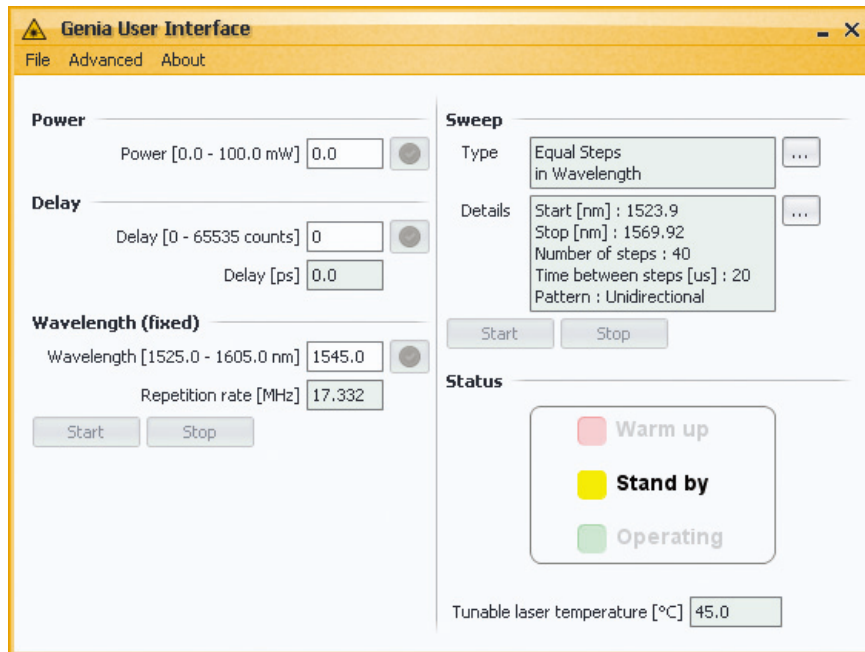 Genia User Interface
File Advanced About
Power
Power [0.0 - 100.0 mW] 0.0
Delay
Delay [0 - 65535 counts] 0
Delay [ps] 0.0
Wavelength (fixed)
Wavelength [1525.0 - 1605.0 nm] 1545.0
Repetition rate [MHz] 17.332
Start Stop
Sweep
Type Equal Steps
in Wavelength
...
Details Start [nm] : 1523.9
Stop [nm] : 1569.92
Number of steps : 40
Time between steps [us] : 20
Pattern : Unidirectional
...
Start Stop
Status
Warm up
Stand by
Operating
Tunable laser temperature [°C] 45.0